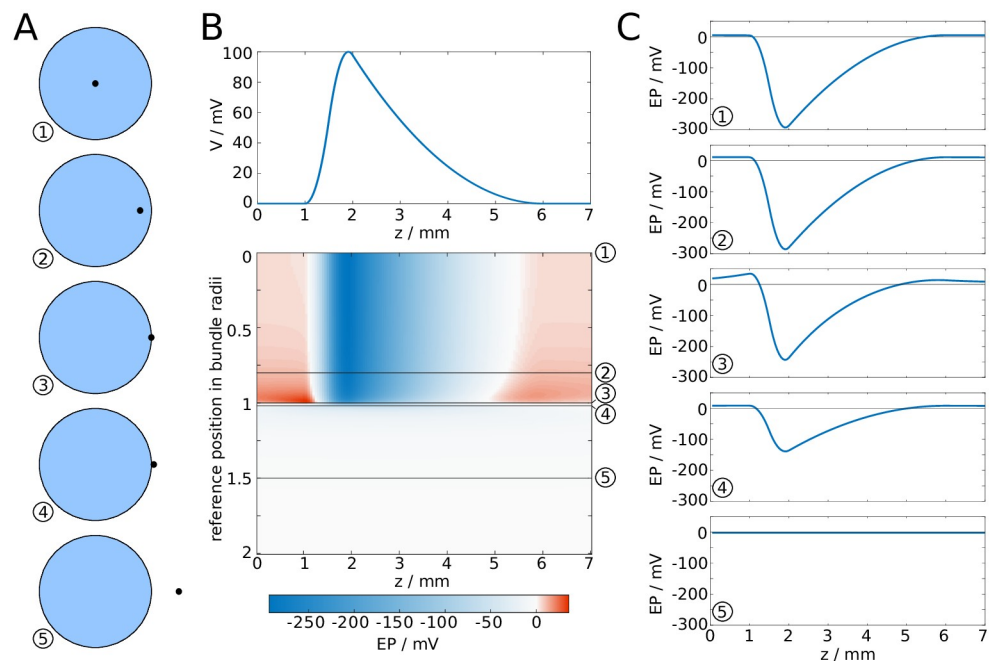 A
①
②
③
④
⑤
B
V / mV
100
80
60
40
20
0
0 1 2 3 4 5 6 7
z / mm
reference position in bundle radii
0
0.5
1
1.5
2
①
②
③
④
⑤
0 1 2 3 4 5 6 7
z / mm
-250 -200 -150 -100 -50 0
EP / mV
C
EP / mV
0
-100
-200
-300
①
EP / mV
0
-100
-200
-300
②
EP / mV
0
-100
-200
-300
③
EP / mV
0
-100
-200
-300
④
EP / mV
0
-100
-200
-300
⑤
0 1 2 3 4 5 6 7
z / mm